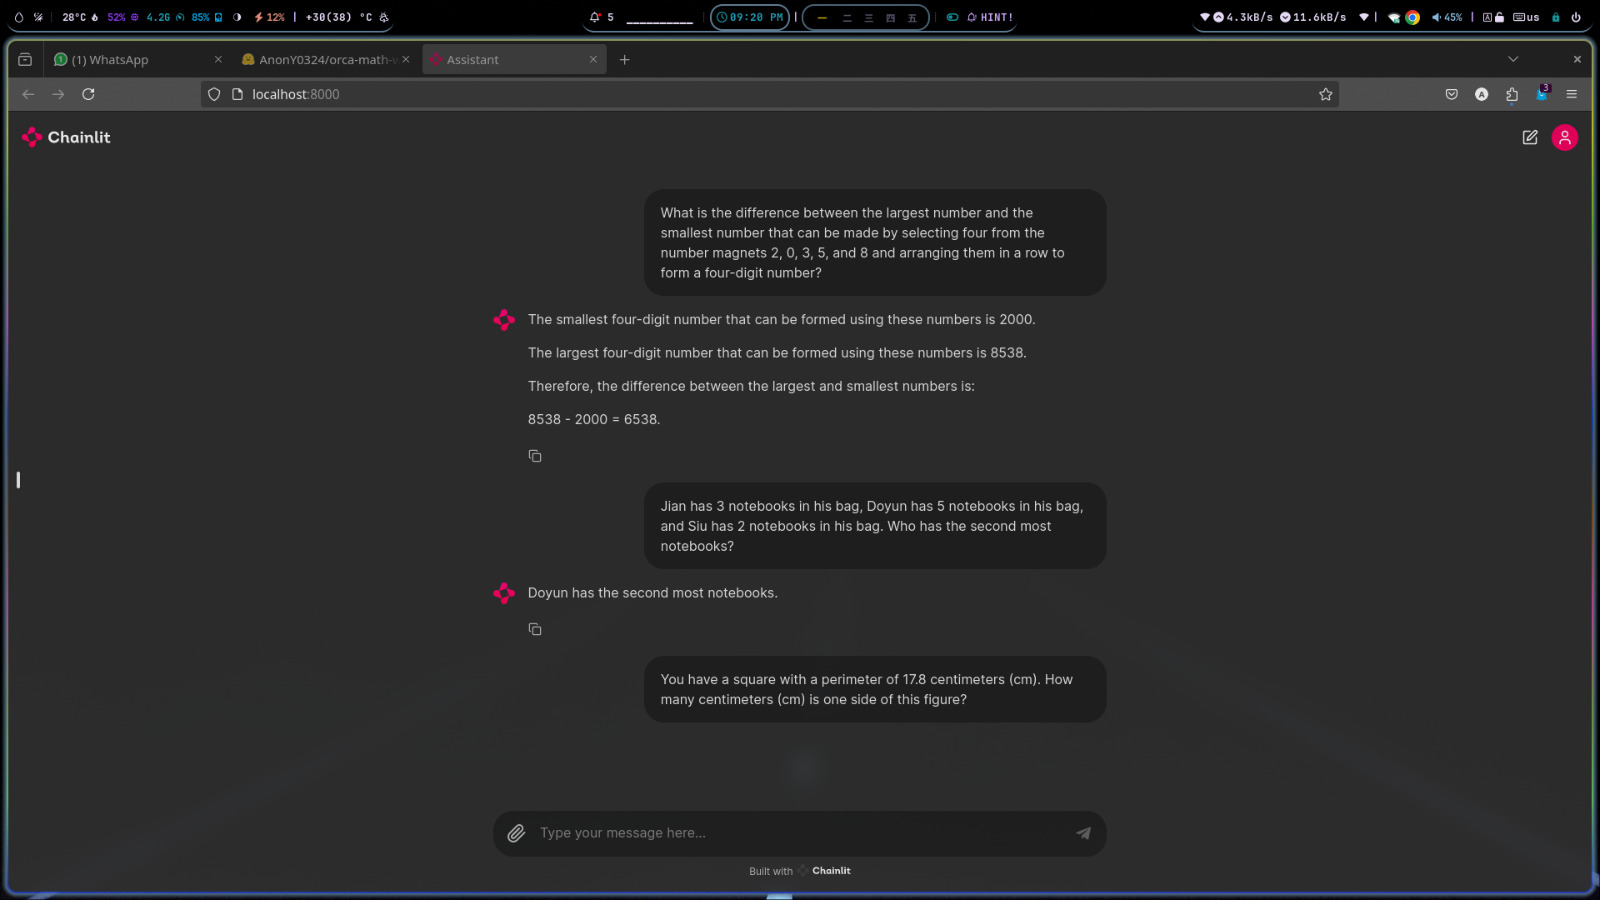 28°C 52% 4.2G 85% 12% | +30(38) °C
5 __________ | 09:20 PM | 一 二 三 四 五 | HINT!
4.3kB/s 11.6kB/s | 45% | A us
(1) WhatsApp
AnonY0324/orca-math-
Assistant
localhost:8000
A
3
Chainlit
What is the difference between the largest number and the
smallest number that can be made by selecting four from the
number magnets 2, 0, 3, 5, and 8 and arranging them in a row to
form a four-digit number?
The smallest four-digit number that can be formed using these numbers is 2000.
The largest four-digit number that can be formed using these numbers is 8538.
Therefore, the difference between the largest and smallest numbers is:
8538 - 2000 = 6538.
Jian has 3 notebooks in his bag, Doyun has 5 notebooks in his bag,
and Siu has 2 notebooks in his bag. Who has the second most
notebooks?
Doyun has the second most notebooks.
You have a square with a perimeter of 17.8 centimeters (cm). How
many centimeters (cm) is one side of this figure?
Type your message here...
Built with Chainlit